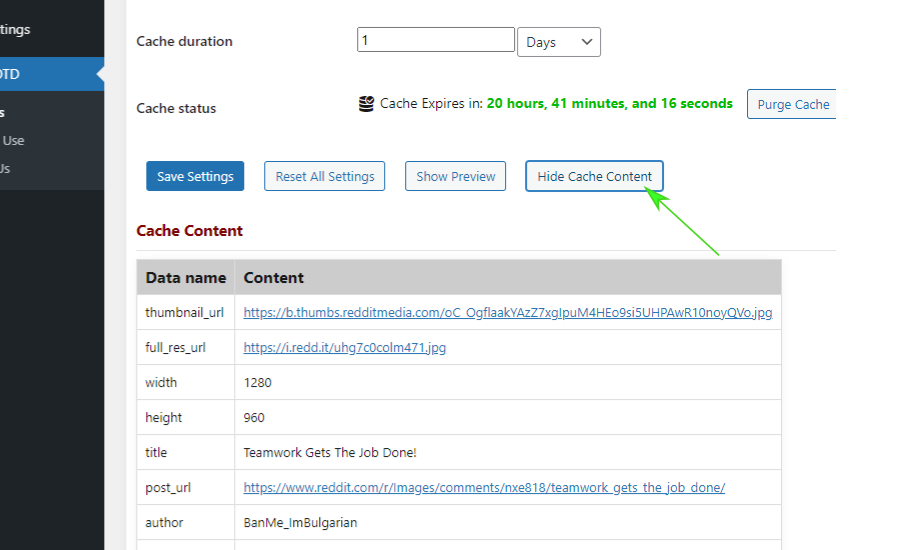 tings
Cache duration
1
Days
OTD
Cache status
Cache Expires in: 20 hours, 41 minutes, and 16 seconds
Purge Cache
s
Use
Us
Save Settings
Reset All Settings
Show Preview
Hide Cache Content
Cache Content
Data name Content
thumbnail_url https://b.thumbs.redditmedia.com/oC_OgflaakYAzZ7xgIpuM4HEo9si5UHPAwR10noyQVo.jpg
full_res_url https://i.redd.it/uhg7c0colm471.jpg
width 1280
height 960
title Teamwork Gets The Job Done!
post_url https://www.reddit.com/r/Images/comments/nxe818/teamwork_gets_the_job_done/
author BanMe_ImBulgarian